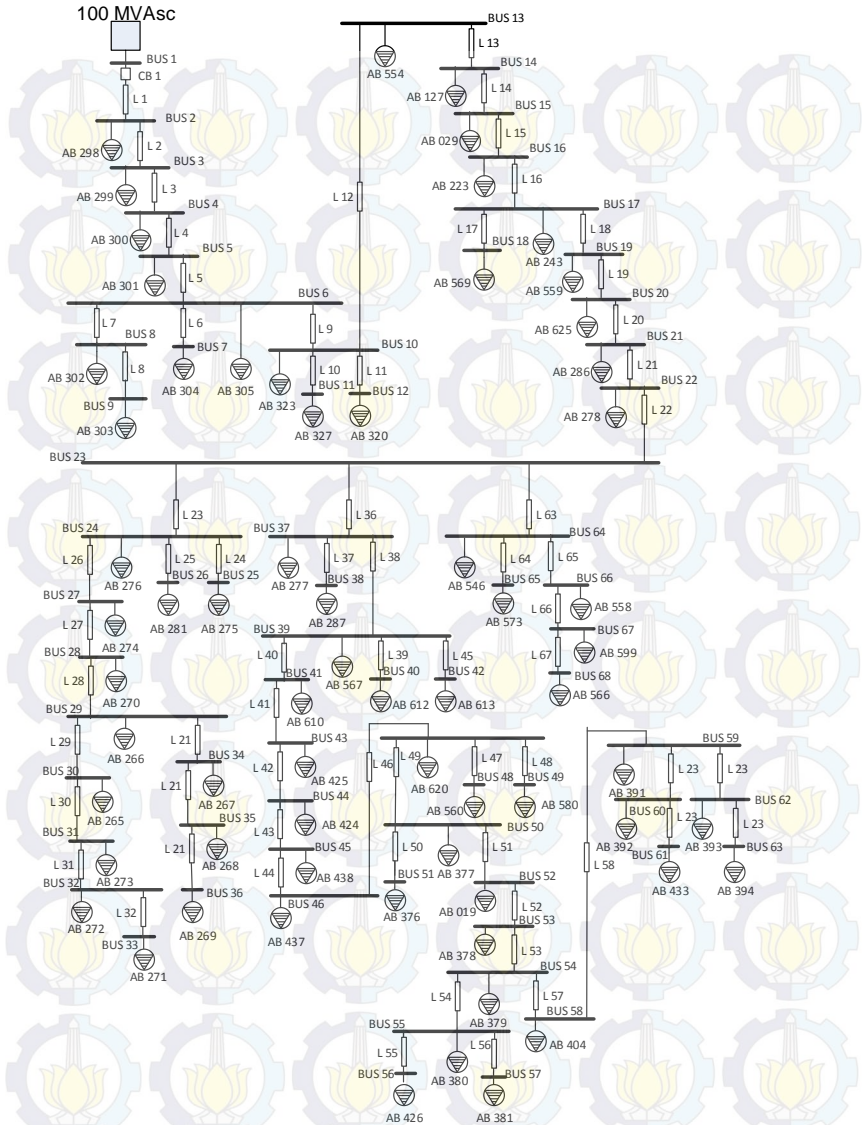 100 MVAsc
BUS 1
CB 1
L 1
BUS 2
AB 298
L 2
BUS 3
AB 299
L 3
BUS 4
AB 300
L 4
BUS 5
AB 301
L 5
BUS 6
L 7
L 6
L 9
BUS 8
BUS 7
BUS 10
AB 302
L 8
AB 304
AB 305
AB 323
L 10
L 11
BUS 9
BUS 11
BUS 12
AB 303
AB 327
AB 320
L 12
BUS 13
AB 554
L 13
BUS 14
AB 127
L 14
BUS 15
AB 029
L 15
BUS 16
AB 223
L 16
BUS 17
L 17
L 18
BUS 18
AB 243
BUS 19
AB 569
AB 559
L 19
BUS 20
AB 625
L 20
BUS 21
AB 286
L 21
BUS 22
AB 278
L 22
BUS 23
L 23
L 36
L 63
BUS 24
L 26
AB 276
L 25
L 24
BUS 26
BUS 25
AB 281
AB 275
BUS 27
L 27
AB 274
BUS 28
L 28
AB 270
BUS 29
L 29
AB 266
L 21
BUS 30
BUS 34
L 30
AB 265
L 21
AB 267
BUS 31
BUS 35
L 31
AB 273
L 21
AB 268
BUS 32
BUS 36
AB 272
L 32
AB 269
BUS 33
AB 271
BUS 37
AB 277
L 37
L 38
BUS 38
AB 287
BUS 39
L 40
AB 567
L 39
L 45
BUS 41
BUS 40
BUS 42
L 41
AB 610
AB 612
AB 613
BUS 43
L 42
AB 425
BUS 44
L 43
AB 424
BUS 45
L 44
AB 438
BUS 46
AB 437
L 46
L 49
AB 620
L 47
L 48
BUS 48
BUS 49
AB 560
AB 580
BUS 50
L 50
AB 377
L 51
BUS 51
BUS 52
AB 376
AB 019
L 52
BUS 53
AB 378
L 53
BUS 54
L 54
AB 379
L 57
BUS 58
AB 404
BUS 55
L 55
AB 380
L 56
BUS 56
BUS 57
AB 426
AB 381
BUS 64
AB 546
L 64
L 65
BUS 65
BUS 66
AB 573
L 66
AB 558
BUS 67
L 67
AB 599
BUS 68
AB 566
L 58
BUS 59
AB 391
L 23
L 23
BUS 60
BUS 62
AB 392
L 23
AB 393
L 23
BUS 61
BUS 63
AB 433
AB 394